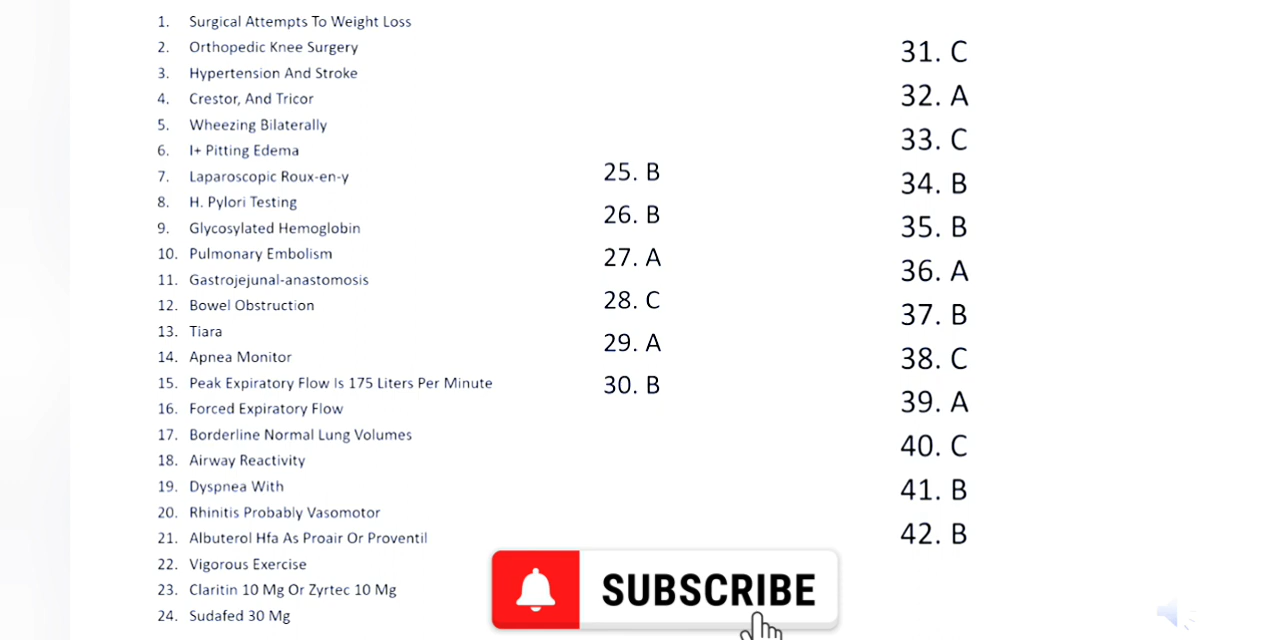 1. Surgical Attempts To Weight Loss
2. Orthopedic Knee Surgery
3. Hypertension And Stroke
4. Crestor, And Tricor
5. Wheezing Bilaterally
6. I+ Pitting Edema
7. Laparoscopic Roux-en-y
8. H. Pylori Testing
9. Glycosylated Hemoglobin
10. Pulmonary Embolism
11. Gastrojejunal-anastomosis
12. Bowel Obstruction
13. Tiara
14. Apnea Monitor
15. Peak Expiratory Flow Is 175 Liters Per Minute
16. Forced Expiratory Flow
17. Borderline Normal Lung Volumes
18. Airway Reactivity
19. Dyspnea With
20. Rhinitis Probably Vasomotor
21. Albuterol Hfa As Proair Or Proventil
22. Vigorous Exercise
23. Claritin 10 Mg Or Zyrtec 10 Mg
24. Sudafed 30 Mg
25. B
26. B
27. A
28. C
29. A
30. B
31. C
32. A
33. C
34. B
35. B
36. A
37. B
38. C
39. A
40. C
41. B
42. B
SUBSCRIBE